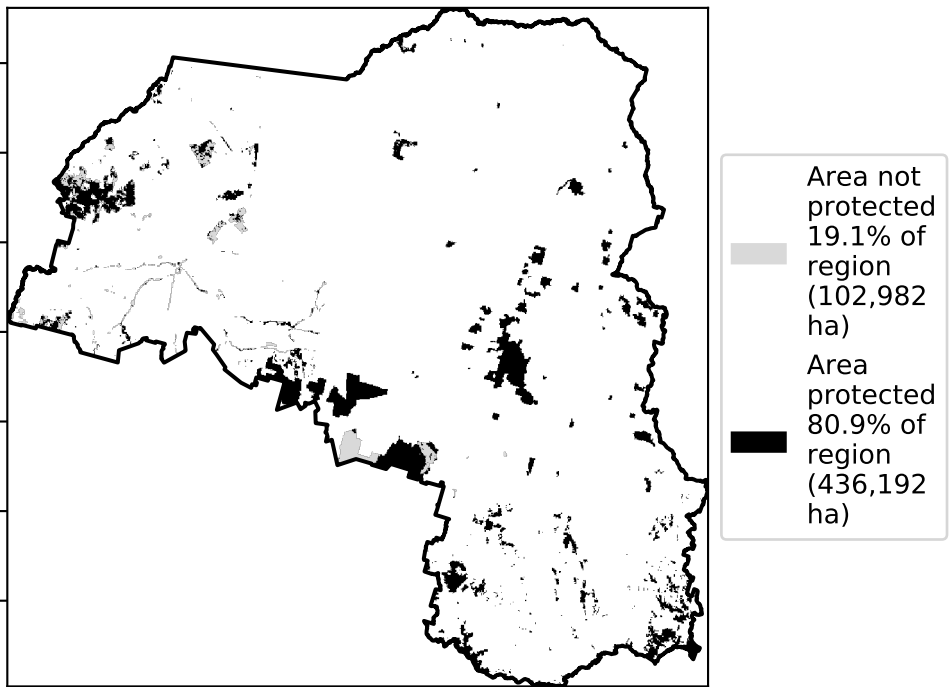 Area not
protected
19.1% of
region
(102,982
ha)
Area
protected
80.9% of
region
(436,192
ha)